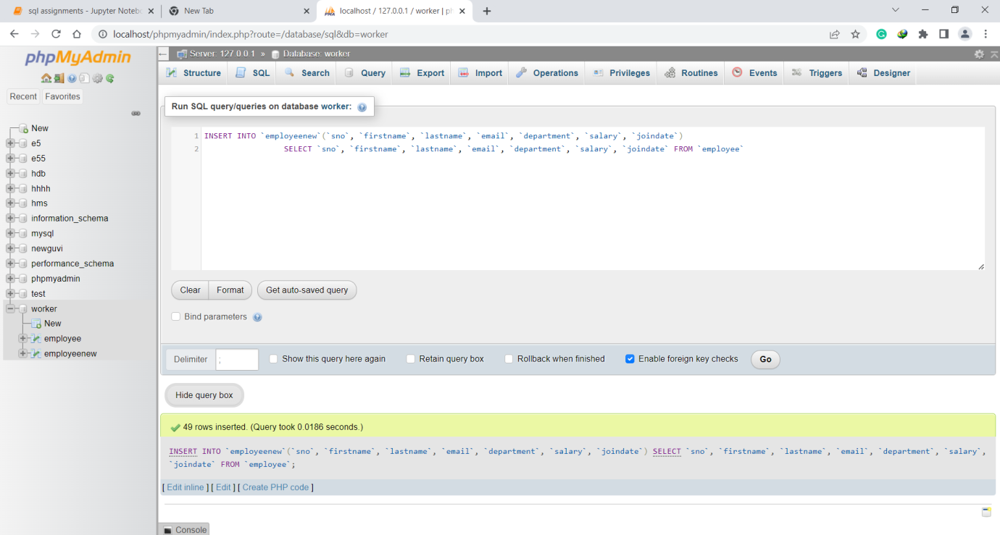 sql assignments - Jupyter Noteb
New Tab
localhost / 127.0.0.1 / worker | ph
localhost/phpmyadmin/index.php?route=/database/sql&db=worker
phpMyAdmin
Recent Favorites
New
e5
e55
hdb
hhhh
hms
information_schema
mysql
newguvi
performance_schema
phpmyadmin
test
worker
New
employee
employeenew
Server: 127.0.0.1 » Database: worker
Structure SQL Search Query Export Import Operations Privileges Routines Events Triggers Designer
Run SQL query/queries on database worker:
1 INSERT INTO `employeenew`(`sno`, `firstname`, `lastname`, `email`, `department`, `salary`, `joindate`)
2 SELECT `sno`, `firstname`, `lastname`, `email`, `department`, `salary`, `joindate` FROM `employee`
Clear Format Get auto-saved query
Bind parameters
Delimiter ; Show this query here again Retain query box Rollback when finished Enable foreign key checks Go
Hide query box
49 rows inserted. (Query took 0.0186 seconds.)
INSERT INTO `employeenew`(`sno`, `firstname`, `lastname`, `email`, `department`, `salary`, `joindate`) SELECT `sno`, `firstname`, `lastname`, `email`, `department`, `salary`,
`joindate` FROM `employee`;
[ Edit inline ] [ Edit ] [ Create PHP code ]
Console